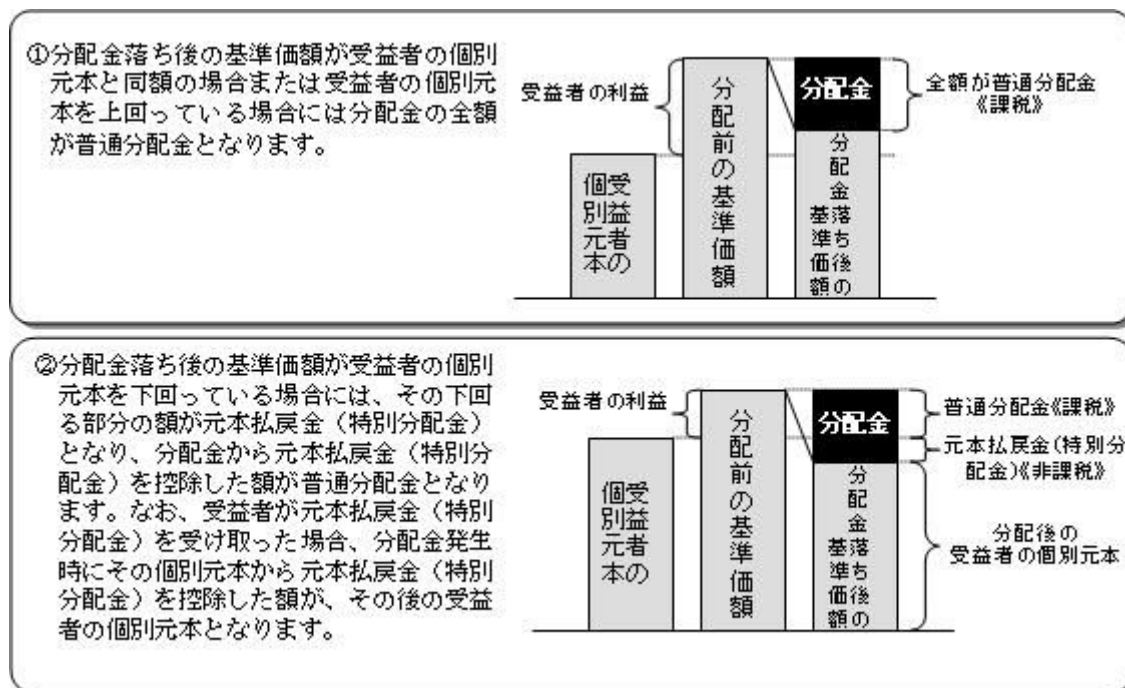 ①分配金落ち後の基準価額が受益者の個別
元本と同額の場合または受益者の個別元
本を上回っている場合には分配金の全額
が普通分配金となります。
受益者の利益
受益者の
個別元本
分配前の基準価額
分配金
分配金落ち後の
基準価額
全額が普通分配金
《課税》
②分配金落ち後の基準価額が受益者の個別
元本を下回っている場合には、その下回
る部分の額が元本払戻金（特別分配金）
となり、分配金から元本払戻金（特別分
配金）を控除した額が普通分配金となり
ます。なお、受益者が元本払戻金（特別
分配金）を受け取った場合、分配金発生
時にその個別元本から元本払戻金（特別
分配金）を控除した額が、その後の受益
者の個別元本となります。
受益者の利益
受益者の
個別元本
分配前の基準価額
分配金
分配金落ち後の
基準価額
普通分配金《課税》
元本払戻金（特別分
配金）《非課税》
分配後の
受益者の個別元本